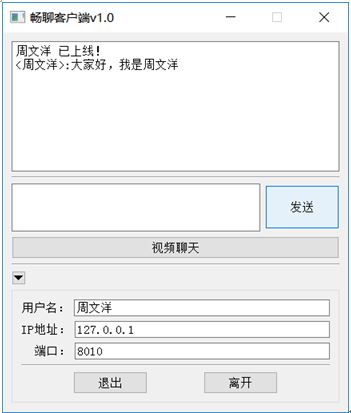 畅聊客户端v1.0
周文洋 已上线!
<周文洋>:大家好，我是周文洋
发送
视频聊天
用户名： 周文洋
IP地址： 127.0.0.1
端口： 8010
退出 离开